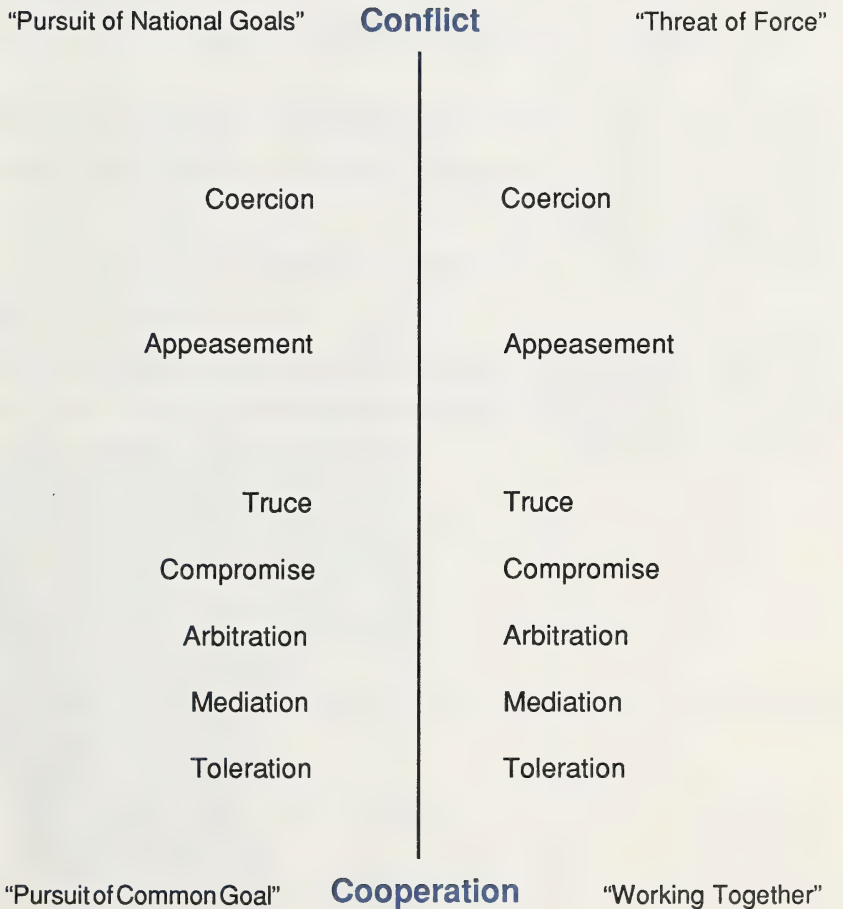 “Pursuit of National Goals” Conflict “Threat of Force”
Coercion Coercion
Appeasement Appeasement
Truce Truce
Compromise Compromise
Arbitration Arbitration
Mediation Mediation
Toleration Toleration
“Pursuit of Common Goal” Cooperation “Working Together”